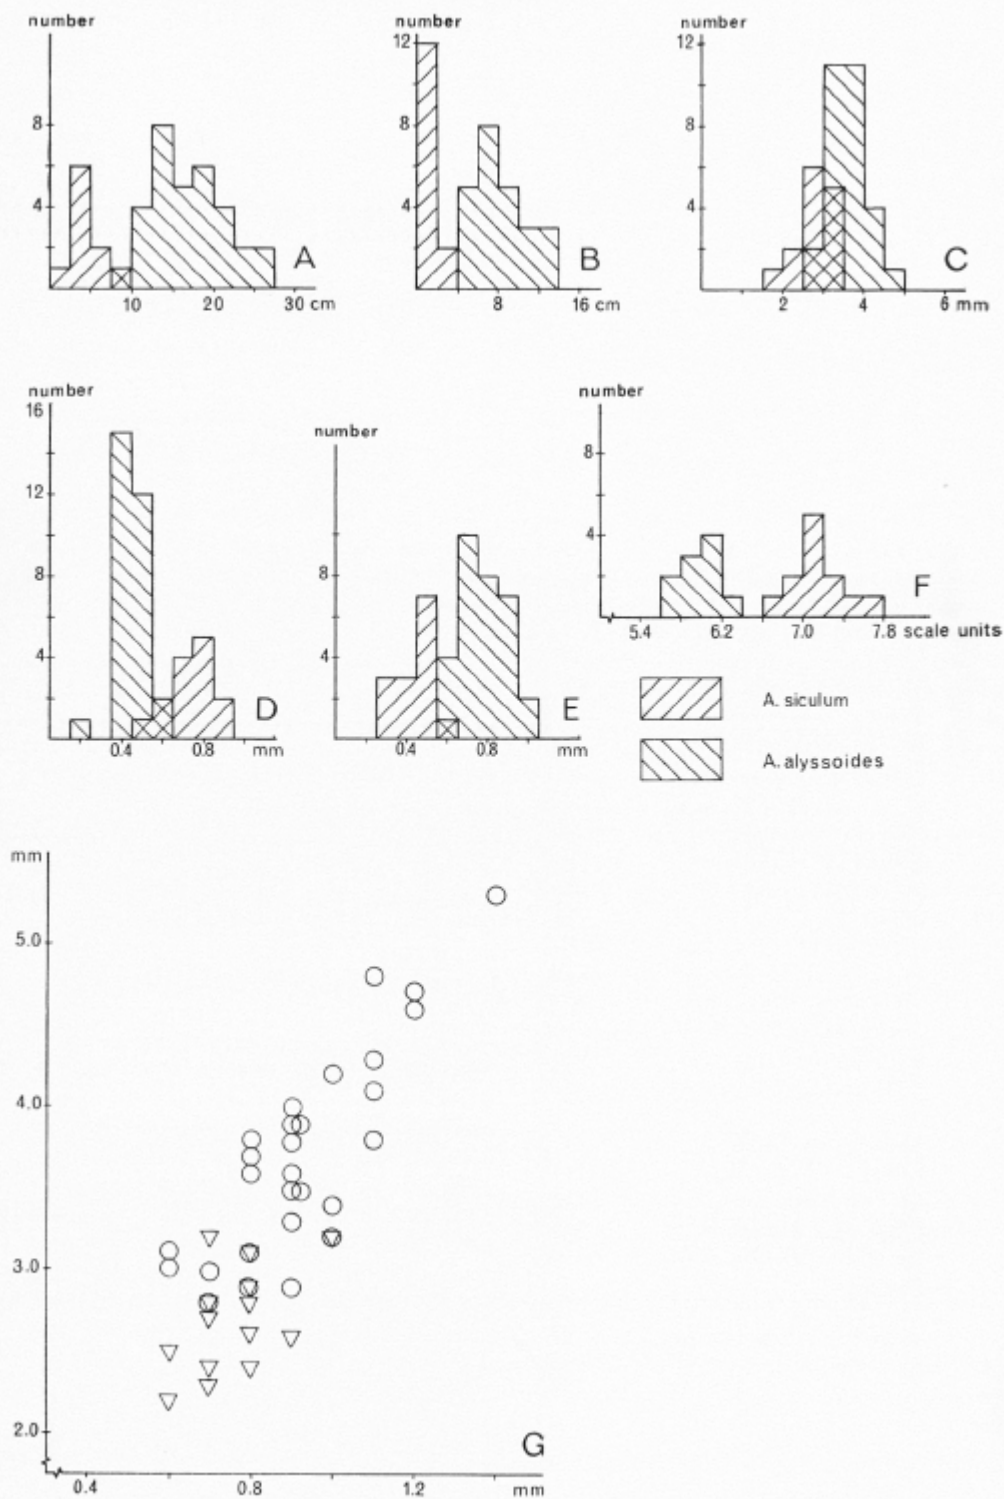 number
8
4
10
20
30 cm
A
number
12
8
4
8
16 cm
B
number
12
8
4
2
4
6 mm
C
number
16
12
8
4
0.4
0.8
mm
D
number
8
4
0.4
0.8
mm
E
number
8
4
5.4
6.2
7.0
7.8 scale units
F
A. siculum
A. alyssoides
mm
5.0
4.0
3.0
2.0
0.4
0.8
1.2
mm
G